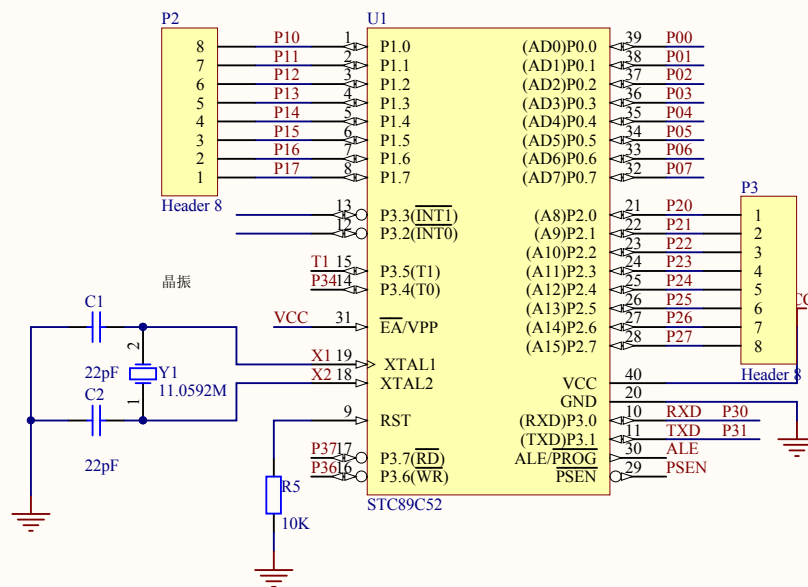 P2
U1
8 P10 1 P1.0 (AD0)P0.0 39 P00
7 P11 2 P1.1 (AD1)P0.1 38 P01
6 P12 3 P1.2 (AD2)P0.2 37 P02
5 P13 4 P1.3 (AD3)P0.3 36 P03
4 P14 5 P1.4 (AD4)P0.4 35 P04
3 P15 6 P1.5 (AD5)P0.5 34 P05
2 P16 7 P1.6 (AD6)P0.6 33 P06
1 P17 8 P1.7 (AD7)P0.7 32 P07
Header 8
P3
13 P3.3(INT1) (A8)P2.0 21 P20 1
12 P3.2(INT0) (A9)P2.1 22 P21 2
(A10)P2.2 23 P22 3
T1 15 P3.5(T1) (A11)P2.3 24 P23 4
P34 14 P3.4(T0) (A12)P2.4 25 P24 5
(A13)P2.5 26 P25 6
VCC 31 EA/VPP (A14)P2.6 27 P26 7
(A15)P2.7 28 P27 8
Header 8
晶振
C1
22pF
2
Y1
11.0592M
1
C2
22pF
X1 19 XTAL1
X2 18 XTAL2
VCC 40
GND 20
9 RST (RXD)P3.0 10 RXD P30
(TXD)P3.1 11 TXD P31
P37 17 P3.7(RD) ALE/PROG 30 ALE
P36 16 P3.6(WR) PSEN 29 PSEN
STC89C52
R5
10K